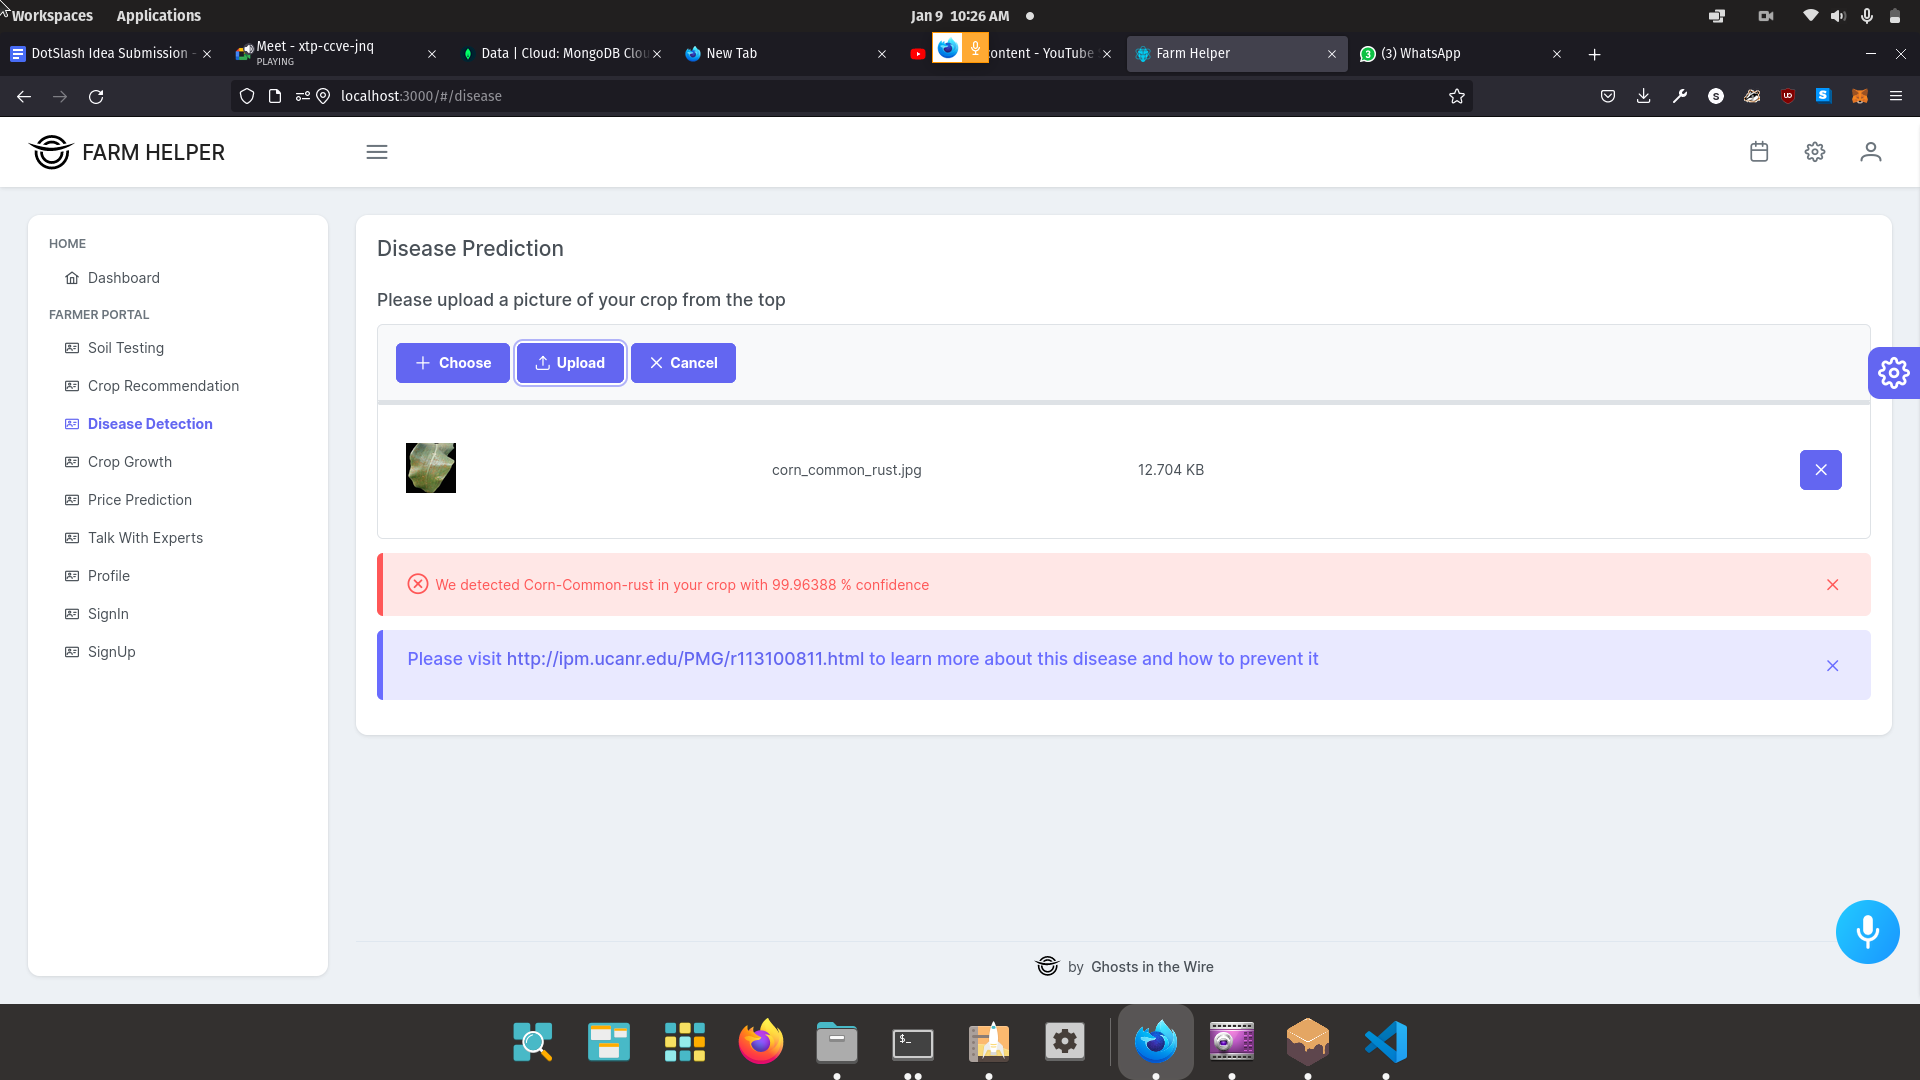 Workspaces Applications Jan 9 10:26 AM
DotSlash Idea Submission - Meet - xtp-ccve-jnq Data | Cloud: MongoDB Clou New Tab ontent - YouTube Farm Helper (3) WhatsApp
PLAYING
localhost:3000/#/disease
FARM HELPER
HOME
Dashboard
FARMER PORTAL
Soil Testing
Crop Recommendation
Disease Detection
Crop Growth
Price Prediction
Talk With Experts
Profile
SignIn
SignUp
Disease Prediction
Please upload a picture of your crop from the top
Choose Upload Cancel
corn_common_rust.jpg 12.704 KB
We detected Corn-Common-rust in your crop with 99.96388 % confidence
Please visit http://ipm.ucanr.edu/PMG/r113100811.html to learn more about this disease and how to prevent it
by Ghosts in the Wire